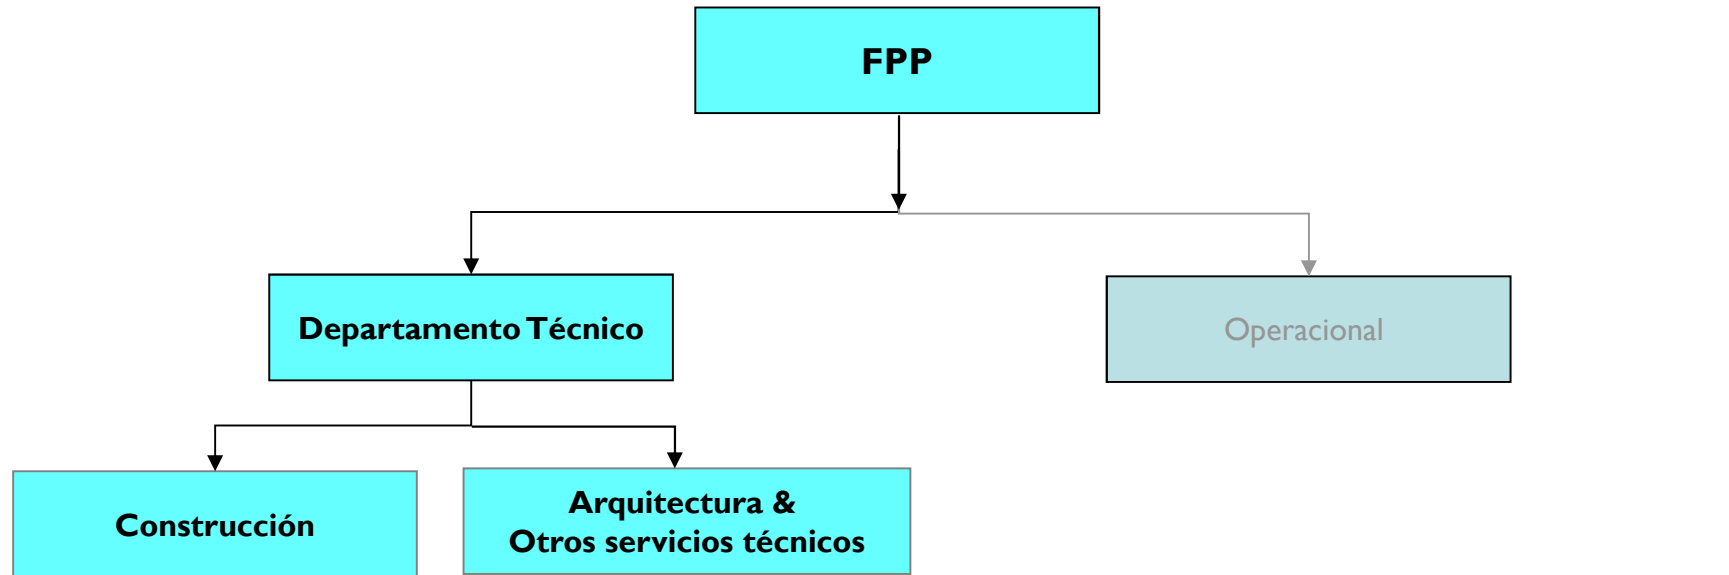 FPP
Departamento Técnico
Operacional
Construcción
Arquitectura &
Otros servicios técnicos